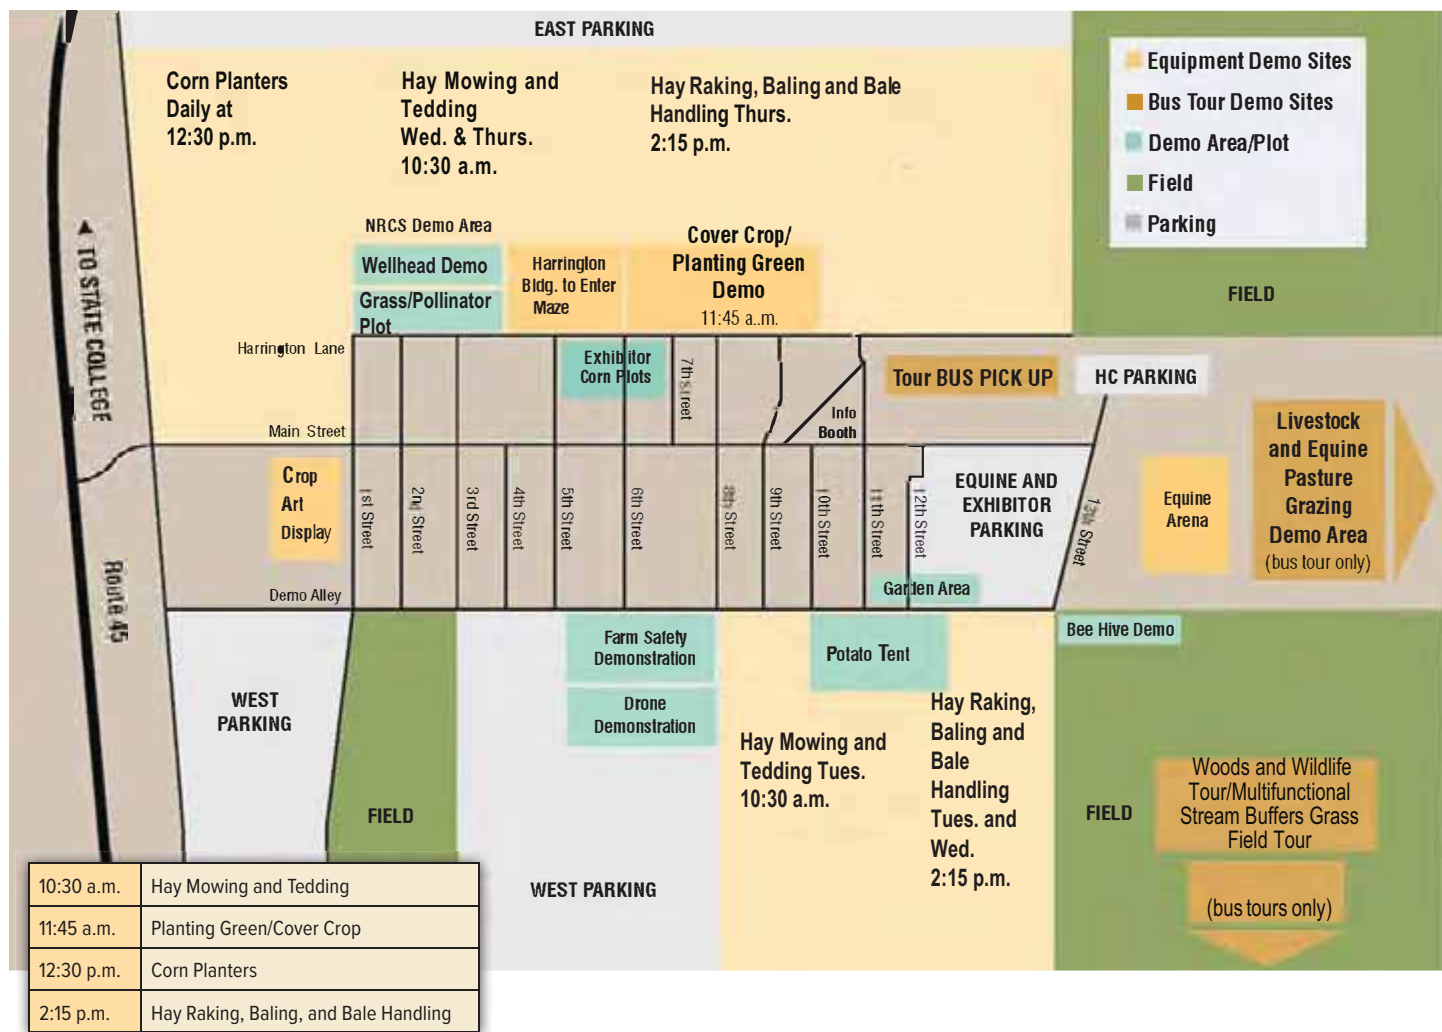 EAST PARKING
Corn Planters
Daily at
12:30 p.m.
Hay Mowing and
Tedding
Wed. & Thurs.
10:30 a.m.
Hay Raking, Baling and Bale
Handling Thurs.
2:15 p.m.
Equipment Demo Sites
Bus Tour Demo Sites
Demo Area/Plot
Field
Parking
FIELD
TO STATE COLLEGE
NRCS Demo Area
Wellhead Demo
Grass/Pollinator
Plot
Harrington
Bldg. to Enter
Maze
Cover Crop/
Planting Green
Demo
11:45 a..m.
Harrington Lane
Exhibitor
Corn Plots
7th street
Tour BUS PICK UP
HC PARKING
Info
Booth
Main Street
Crop
Art
Display
1st Street
2nd Street
3rd Street
4th Street
5th Street
6th Street
8th Street
9th Street
10th Street
11th Street
12th Street
EQUINE AND
EXHIBITOR
PARKING
13th Street
Equine
Arena
Livestock
and Equine
Pasture
Grazing
Demo Area
(bus tour only)
Route 45
Demo Alley
Garden Area
WEST
PARKING
FIELD
Farm Safety
Demonstration
Drone
Demonstration
WEST PARKING
Potato Tent
Hay Mowing and
Tedding Tues.
10:30 a.m.
Hay Raking,
Baling and
Bale
Handling
Tues. and
Wed.
2:15 p.m.
Bee Hive Demo
FIELD
Woods and Wildlife
Tour/Multifunctional
Stream Buffers Grass
Field Tour
(bus tours only)
10:30 a.m. Hay Mowing and Tedding
11:45 a.m. Planting Green/Cover Crop
12:30 p.m. Corn Planters
2:15 p.m. Hay Raking, Baling, and Bale Handling